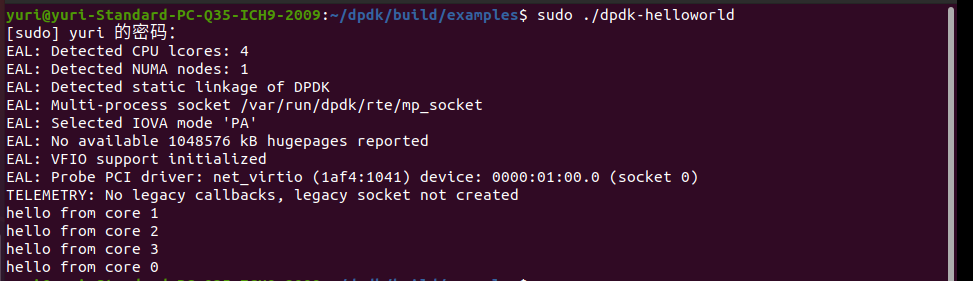 yuri@yuri-Standard-PC-Q35-ICH9-2009:~/dpdk/build/examples$ sudo ./dpdk-helloworld
[sudo] yuri 的密码：
EAL: Detected CPU lcores: 4
EAL: Detected NUMA nodes: 1
EAL: Detected static linkage of DPDK
EAL: Multi-process socket /var/run/dpdk/rte/mp_socket
EAL: Selected IOVA mode 'PA'
EAL: No available 1048576 kB hugepages reported
EAL: VFIO support initialized
EAL: Probe PCI driver: net_virtio (1af4:1041) device: 0000:01:00.0 (socket 0)
TELEMETRY: No legacy callbacks, legacy socket not created
hello from core 1
hello from core 2
hello from core 3
hello from core 0